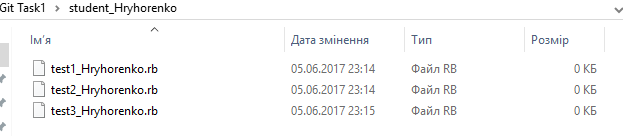 Git Task1 > student_Hryhorenko
Ім'я Дата змінення Тип Розмір
test1_Hryhorenko.rb 05.06.2017 23:14 Файл RB 0 КБ
test2_Hryhorenko.rb 05.06.2017 23:14 Файл RB 0 КБ
test3_Hryhorenko.rb 05.06.2017 23:15 Файл RB 0 КБ